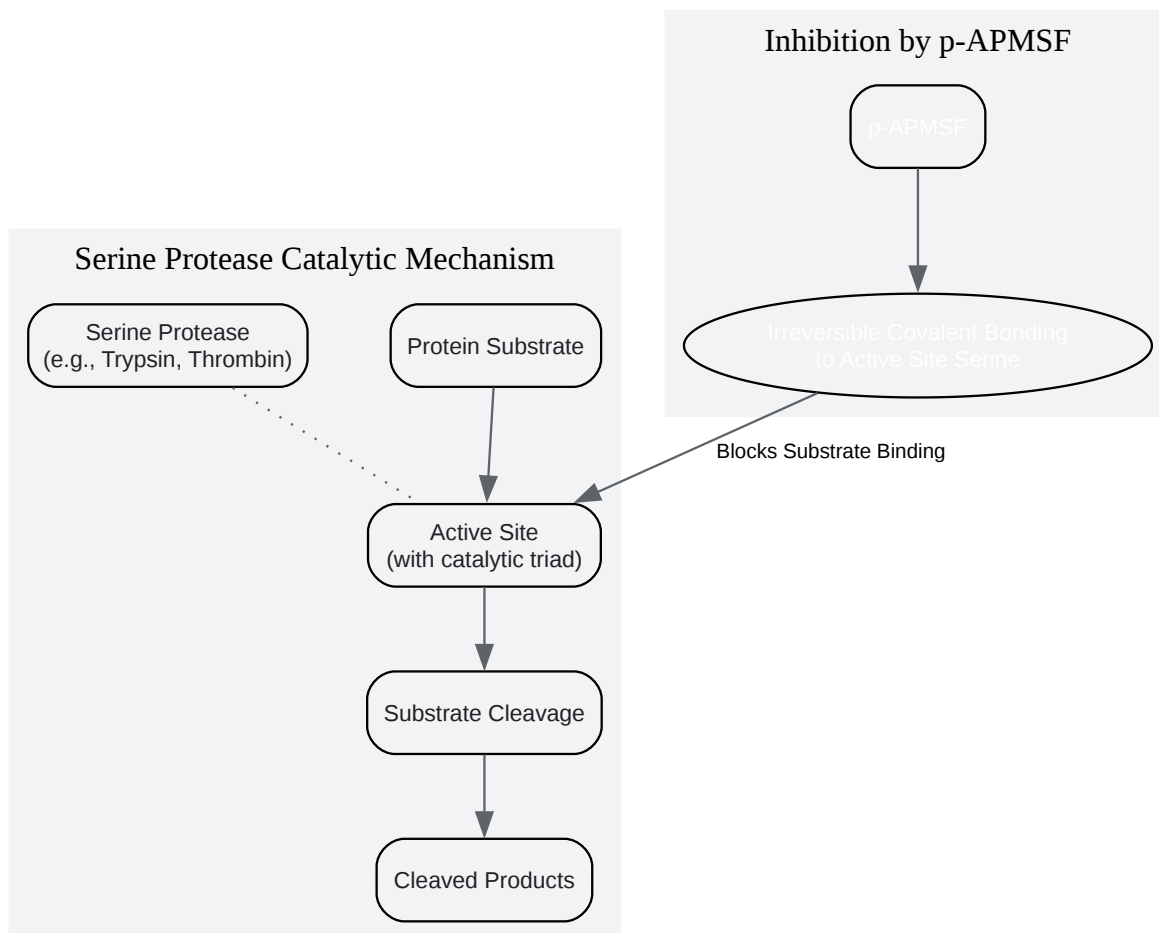 Inhibition by p-APMSF
p-APMSF
Serine Protease Catalytic Mechanism
Serine Protease
(e.g., Trypsin, Thrombin)
Protein Substrate
Irreversible Covalent Bonding
to Active Site Serine
Blocks Substrate Binding
Active Site
(with catalytic triad)
Substrate Cleavage
Cleaved Products